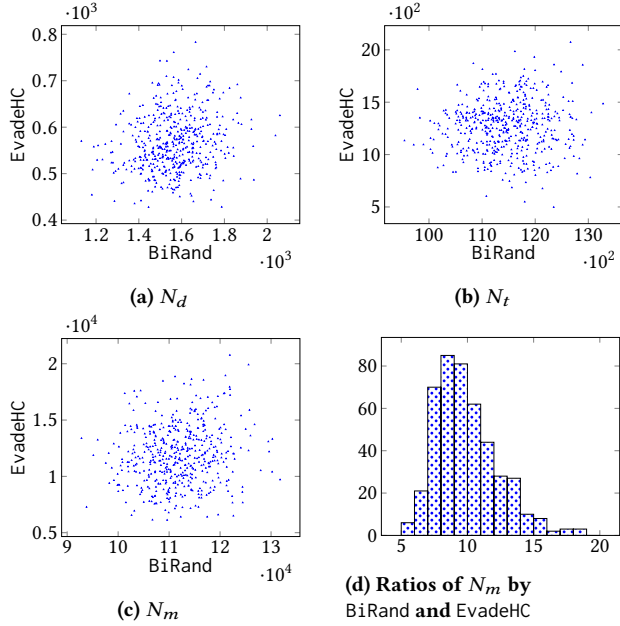 ·10³
·10²
0.8
0.7
0.6
0.5
0.4
EvadeHC
1.2 1.4 1.6 1.8 2
BiRand
·10³
20
15
10
5
EvadeHC
100 110 120 130
BiRand
·10²
(a) N_d
(b) N_t
·10⁴
2
1.5
1
0.5
EvadeHC
9 10 11 12 13
BiRand
·10⁴
80
60
40
20
0
5 10 15 20
(c) N_m
(d) Ratios of N_m by
BiRand and EvadeHC